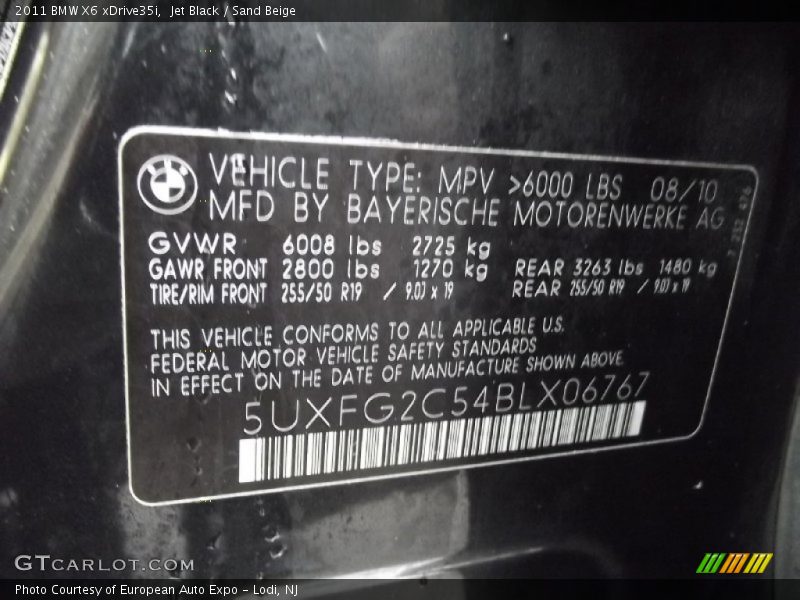 2011 BMW X6 xDrive35i, Jet Black / Sand Beige
VEHICLE TYPE: MPV >6000 LBS 08/10
MFD BY BAYERISCHE MOTORENWERKE AG
GVWR 6008 lbs 2725 kg
GAWR FRONT 2800 lbs 1270 kg REAR 3263 lbs 1480 kg
TIRE/RIM FRONT 255/50 R19 / 9.0J x 19 REAR 255/50 R19 / 9.0J x 19
THIS VEHICLE CONFORMS TO ALL APPLICABLE U.S.
FEDERAL MOTOR VEHICLE SAFETY STANDARDS
IN EFFECT ON THE DATE OF MANUFACTURE SHOWN ABOVE
5UXFG2C54BLX06767
GTCARLOT.COM
Photo Courtesy of European Auto Expo - Lodi, NJ